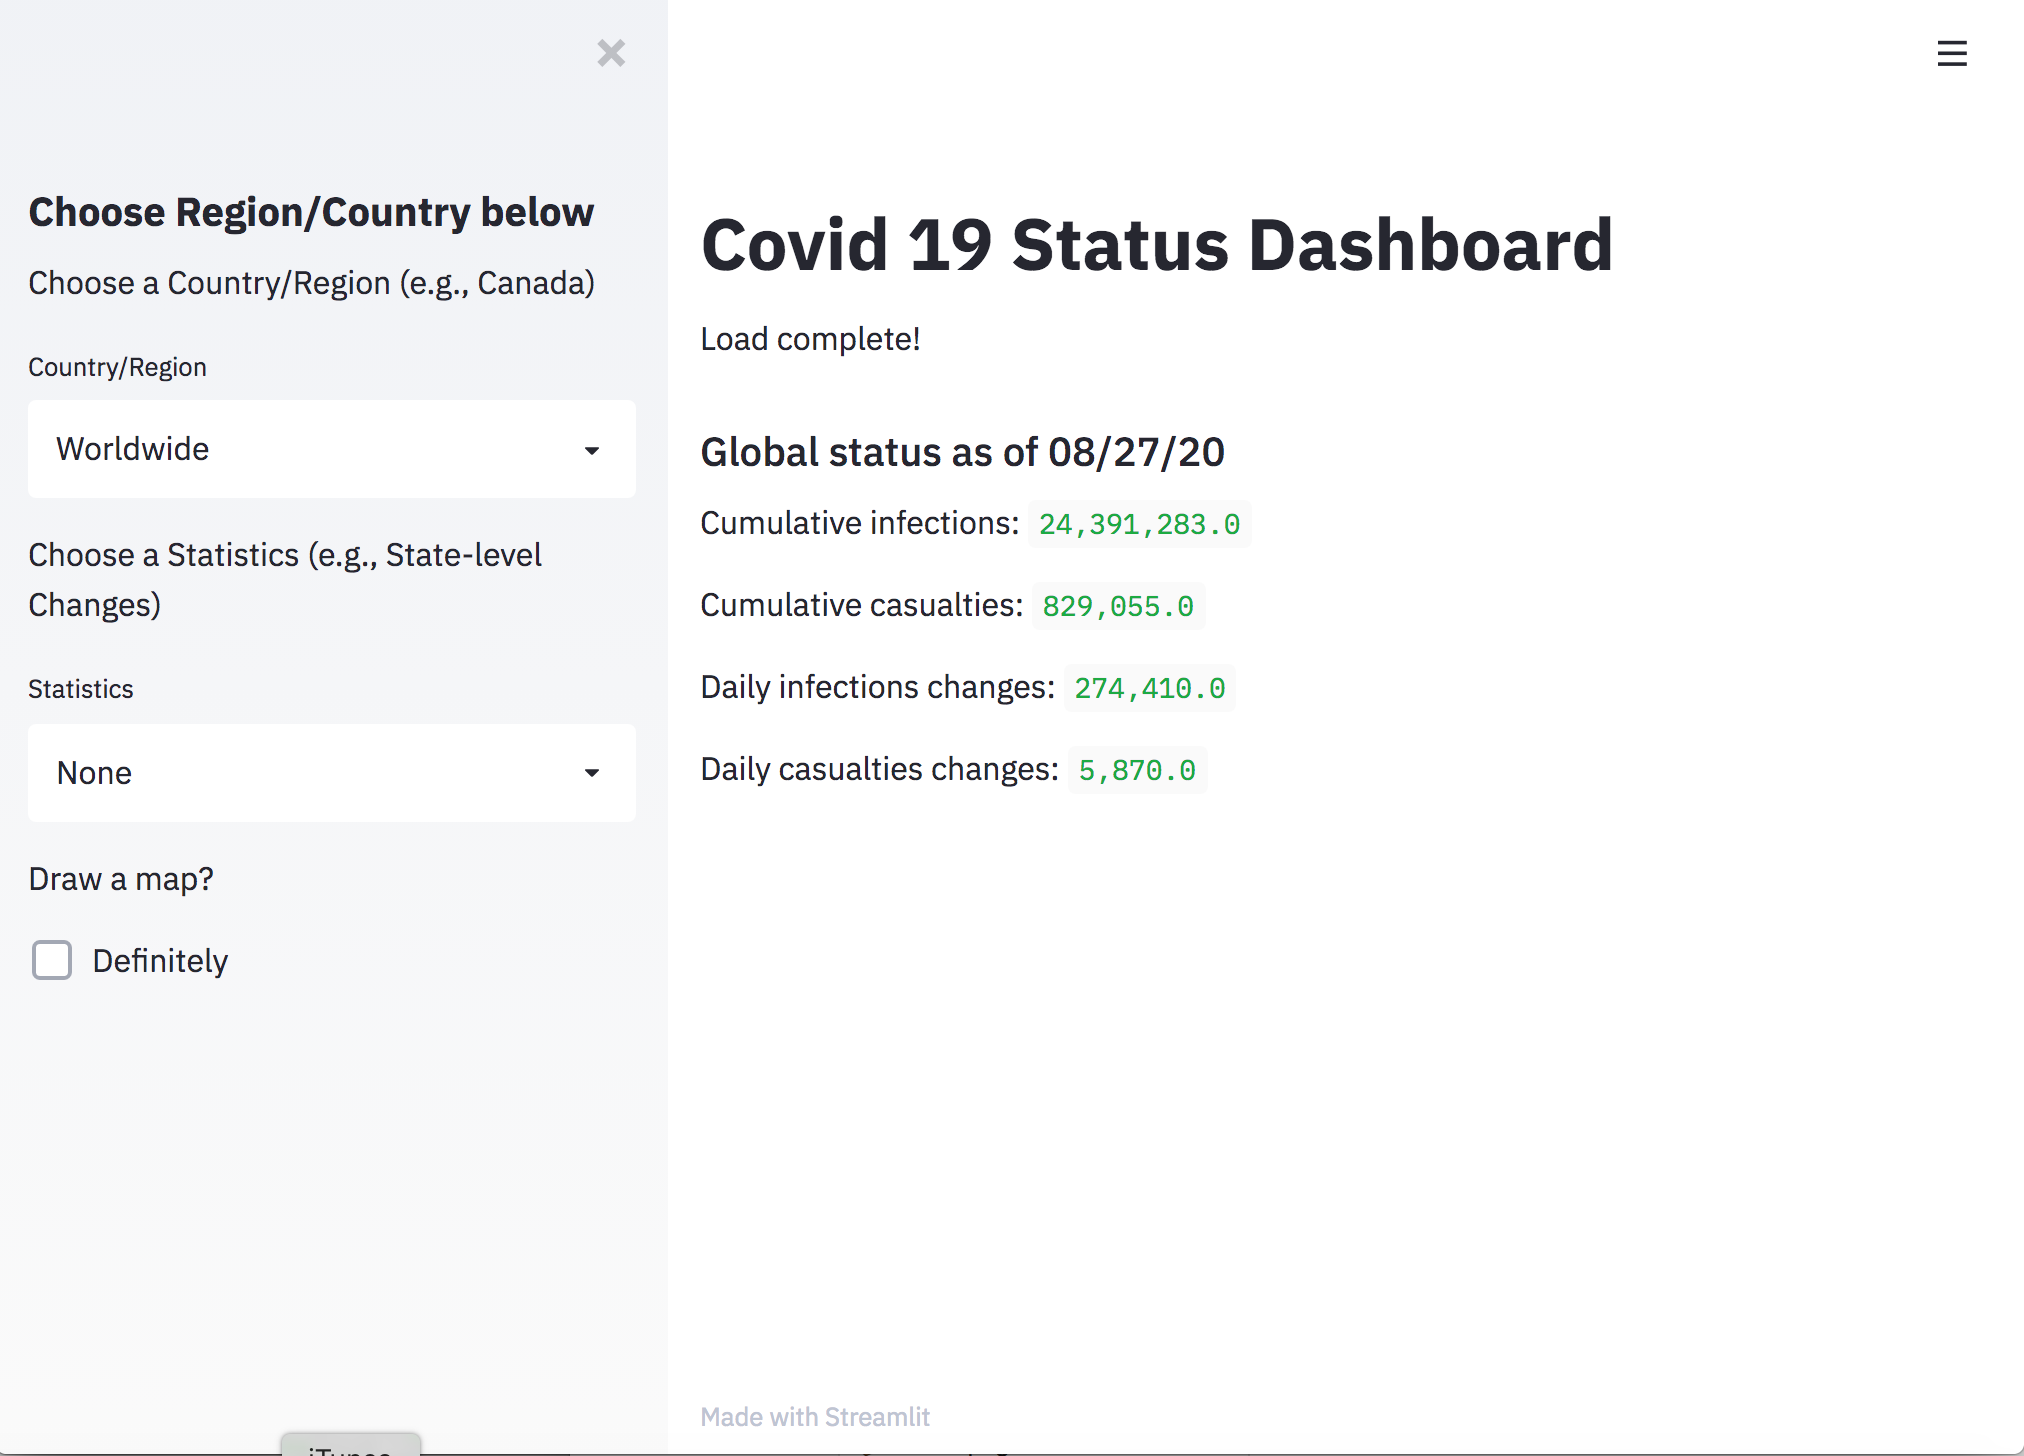 Choose Region/Country below
Choose a Country/Region (e.g., Canada)
Country/Region
Worldwide
Choose a Statistics (e.g., State-level
Changes)
Statistics
None
Draw a map?
Definitely
Covid 19 Status Dashboard
Load complete!
Global status as of 08/27/20
Cumulative infections: 24,391,283.0
Cumulative casualties: 829,055.0
Daily infections changes: 274,410.0
Daily casualties changes: 5,870.0
Made with Streamlit
iTunes